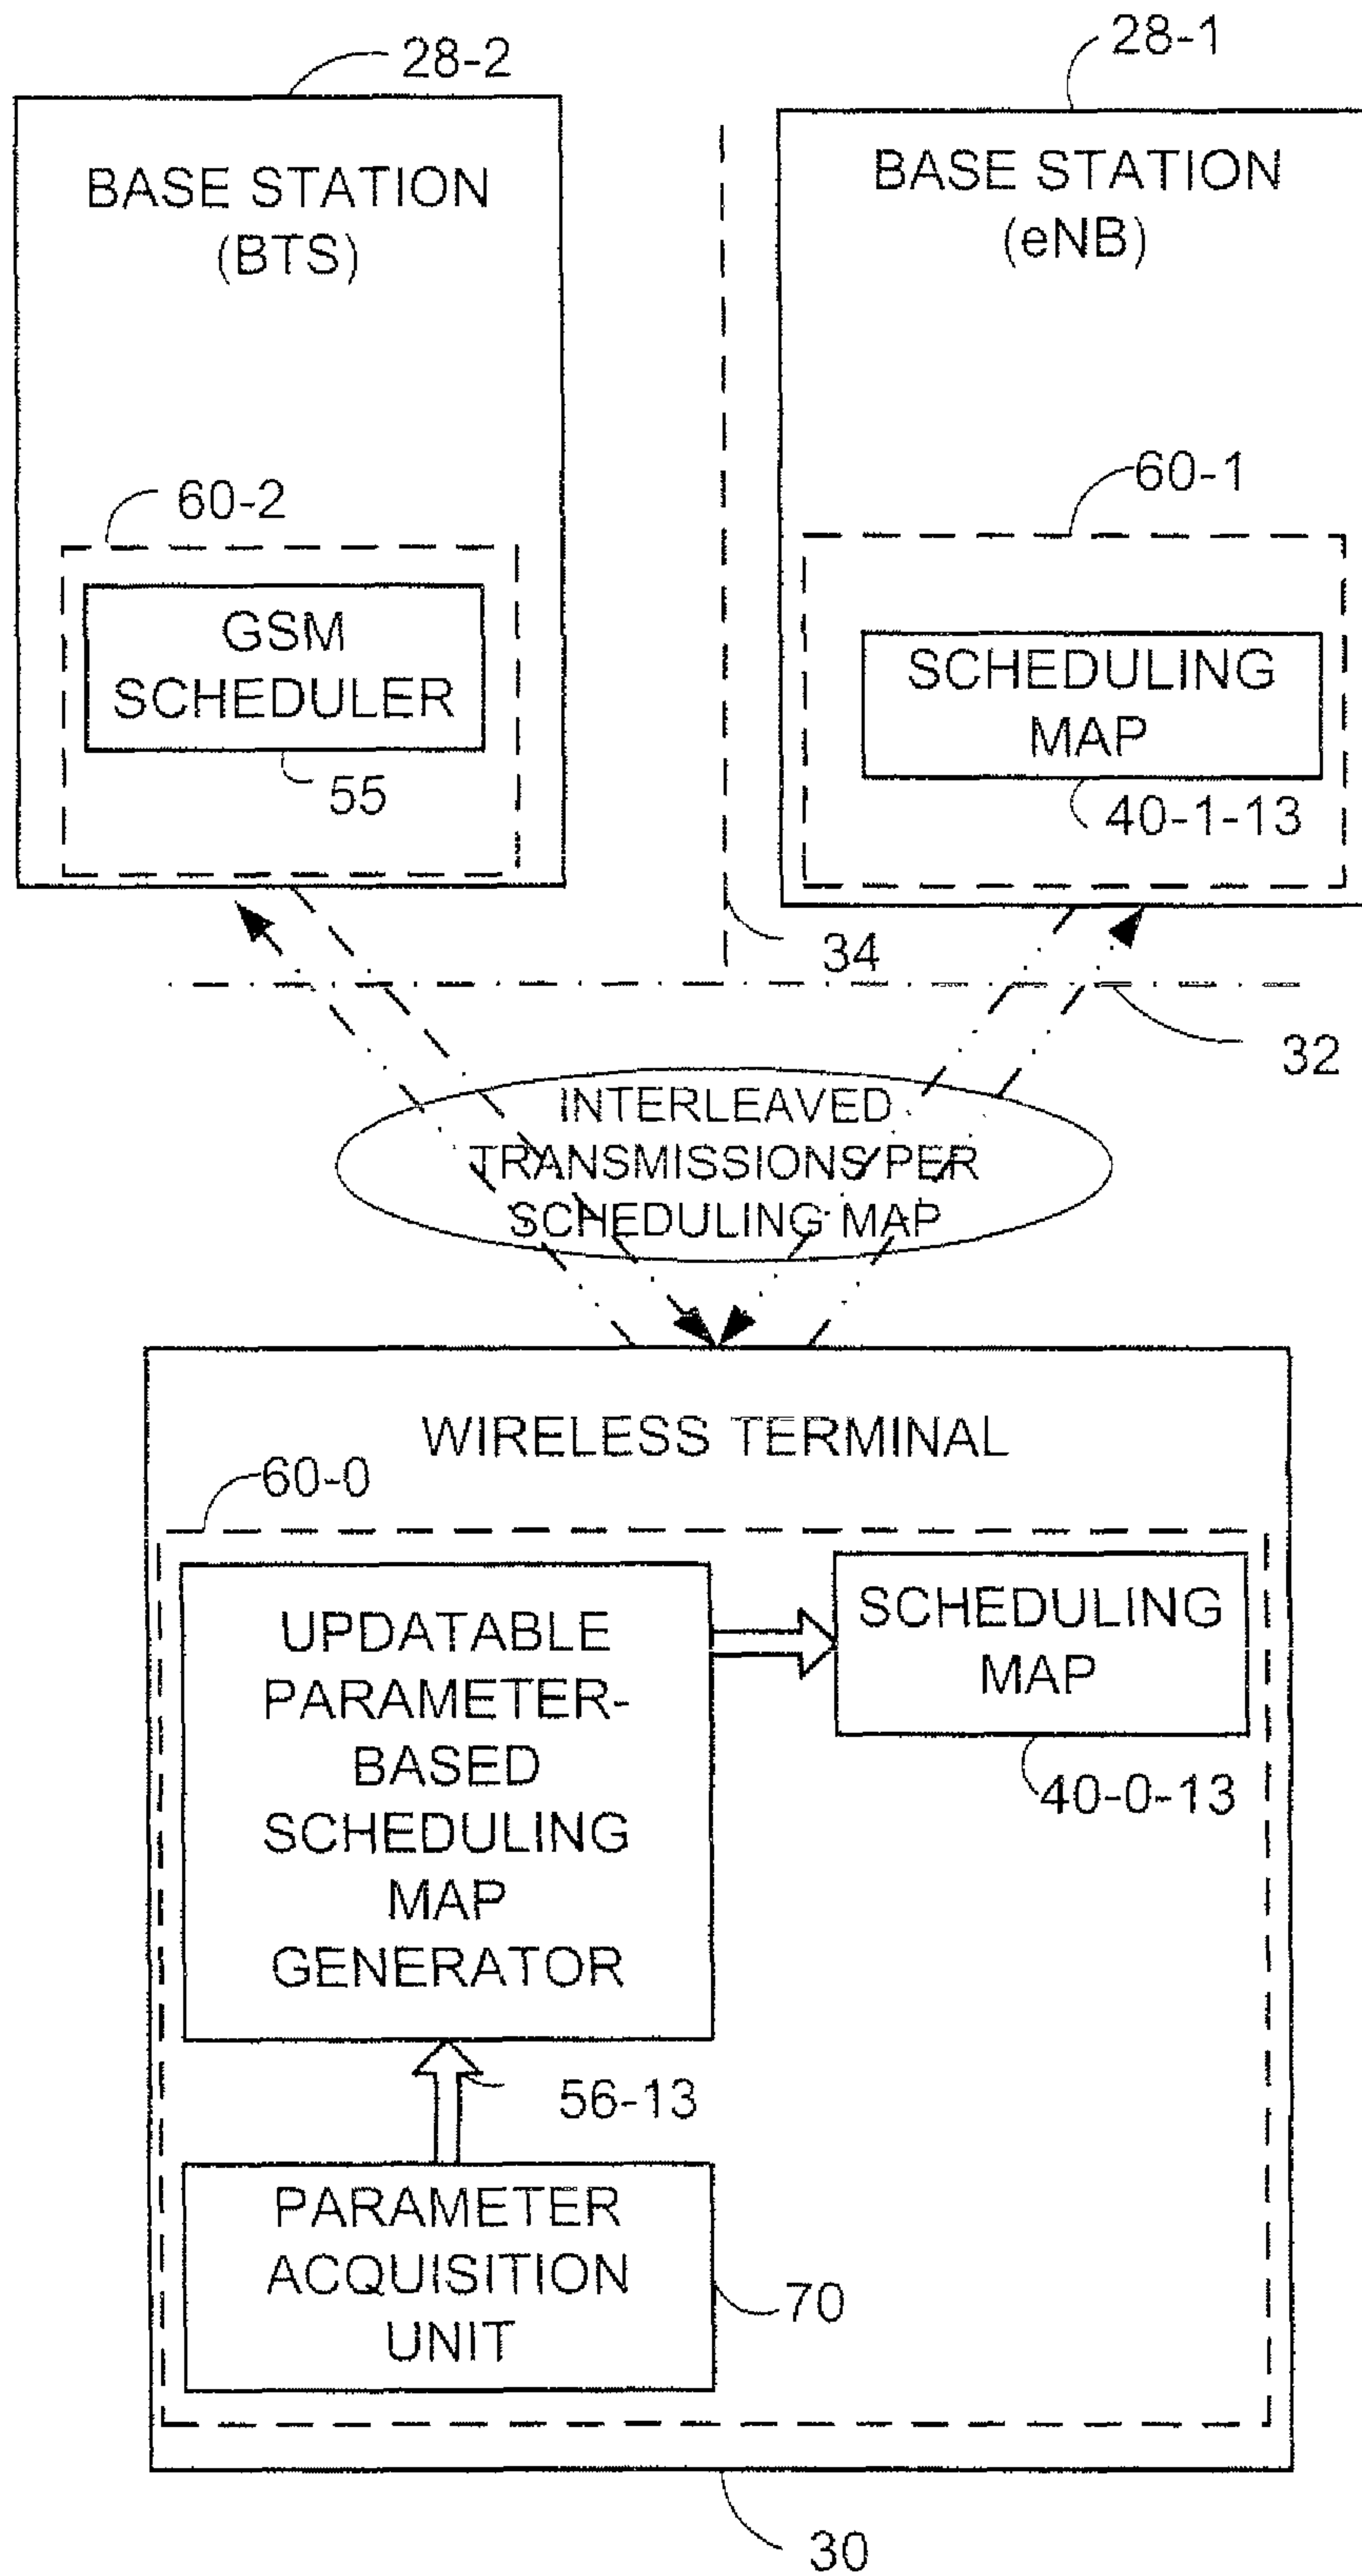 28-2
28-1
BASE STATION
(BTS)
BASE STATION
(eNB)
60-2
60-1
GSM
SCHEDULER
55
SCHEDULING
MAP
40-1-13
34
32
INTERLEAVED
TRANSMISSIONS PER
SCHEDULING MAP
WIRELESS TERMINAL
60-0
UPDATABLE
PARAMETER-
BASED
SCHEDULING
MAP
GENERATOR
SCHEDULING
MAP
40-0-13
56-13
PARAMETER
ACQUISITION
UNIT
70
30